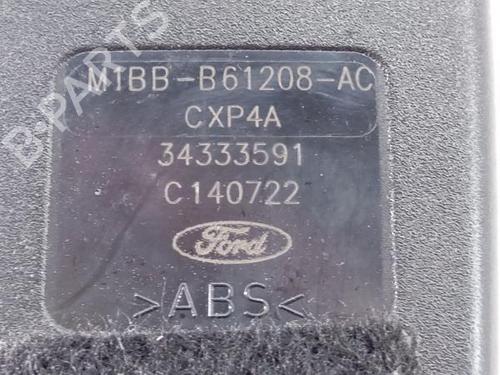 M1BB-B61208-AC
CXP4A
34333591
C140722
Ford
>ABS<
B-PARTS